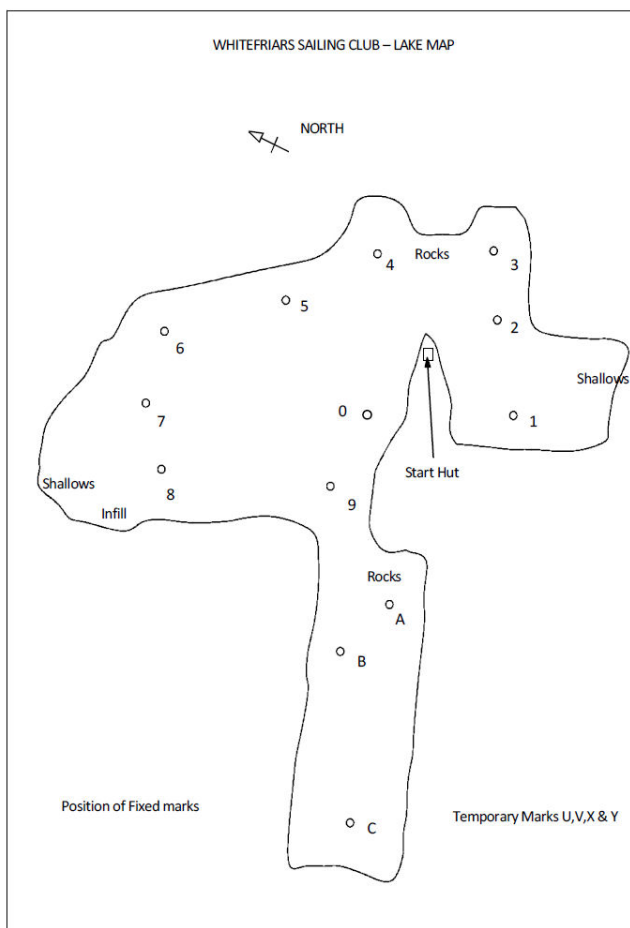 WHITEFRIARS SAILING CLUB – LAKE MAP
NORTH
4
Rocks
3
5
2
6
Shallows
7
0
1
Start Hut
Shallows
8
9
Infill
Rocks
A
B
Position of Fixed marks
C
Temporary Marks U,V,X & Y